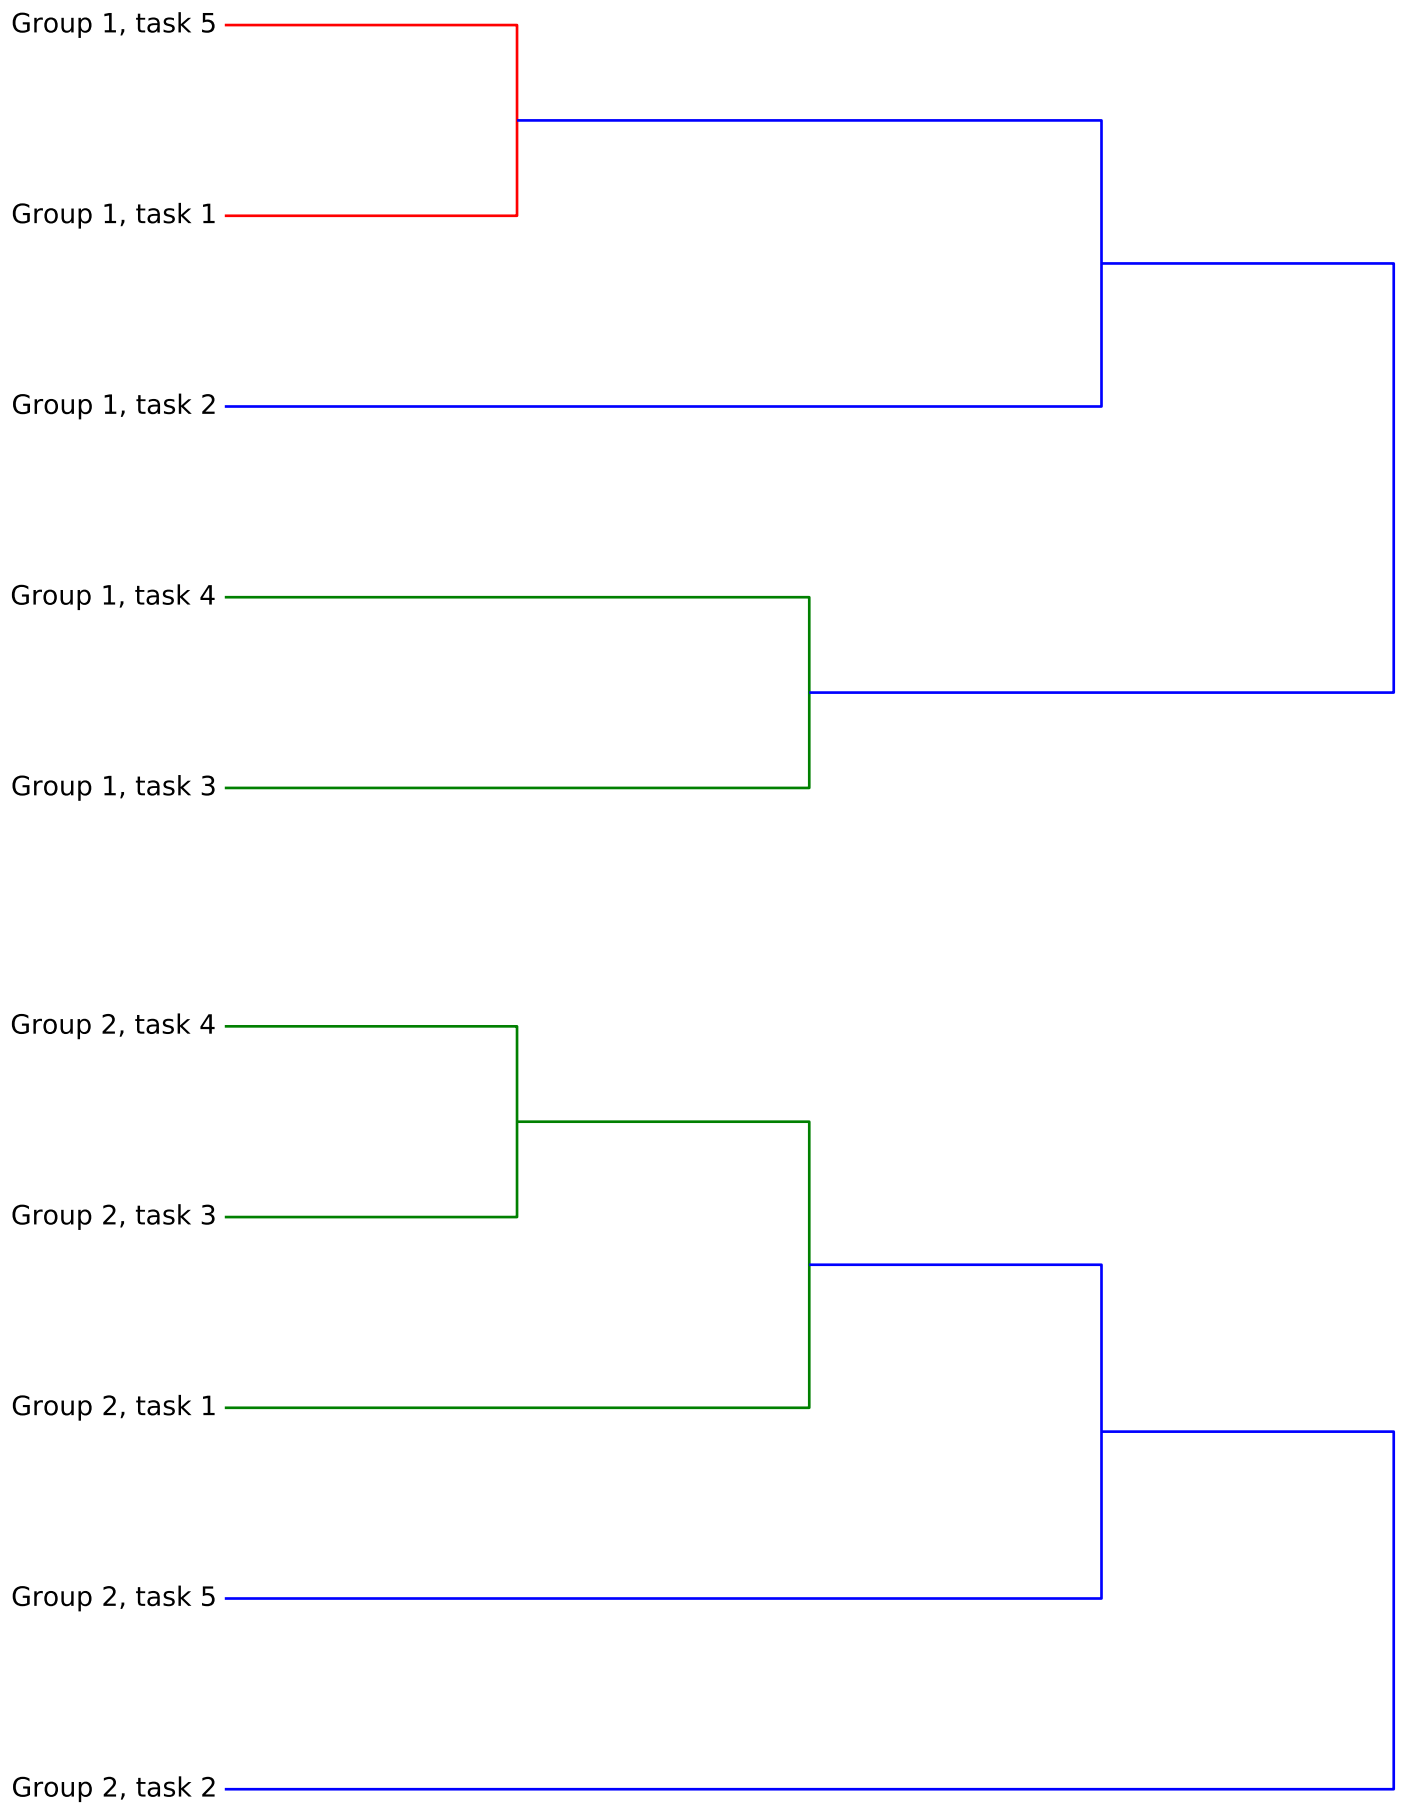 Group 1, task 5
Group 1, task 1
Group 1, task 2
Group 1, task 4
Group 1, task 3
Group 2, task 4
Group 2, task 3
Group 2, task 1
Group 2, task 5
Group 2, task 2